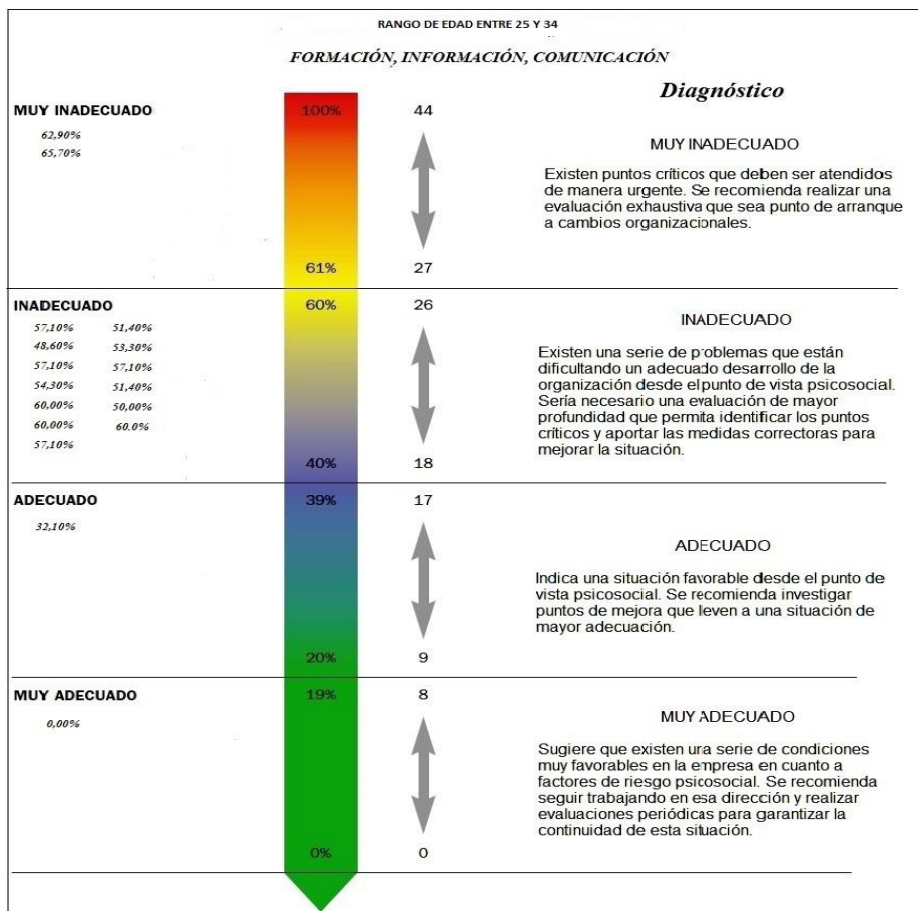 RANGO DE EDAD ENTRE 25 Y 34
FORMACIÓN, INFORMACIÓN, COMUNICACIÓN
Diagnóstico
MUY INADECUADO
62,90%
65,70%
100%
44
61%
27
MUY INADECUADO
Existen puntos críticos que deben ser atendidos
de manera urgente. Se recomienda realizar una
evaluación exhaustiva que sea punto de arranque
a cambios organizacionales.
INADECUADO
57,10% 51,40%
48,60% 53,30%
57,10% 57,10%
54,30% 51,40%
60,00% 50,00%
60,00% 60.0%
57,10%
60%
26
40%
18
INADECUADO
Existen una serie de problemas que están
dificultando un adecuado desarrollo de la
organización desde el punto de vista psicosocial.
Sería necesario una evaluación de mayor
profundidad que permita identificar los puntos
críticos y aportar las medidas correctoras para
mejorar la situación.
ADECUADO
32,10%
39%
17
20%
9
ADECUADO
Indica una situación favorable desde el punto de
vista psicosocial. Se recomienda investigar
puntos de mejora que lleven a una situación de
mayor adecuación.
MUY ADECUADO
0,00%
19%
8
0%
0
MUY ADECUADO
Sugiere que existen una serie de condiciones
muy favorables en la empresa en cuanto a
factores de riesgo psicosocial. Se recomienda
seguir trabajando en esa dirección y realizar
evaluaciones periódicas para garantizar la
continuidad de esta situación.